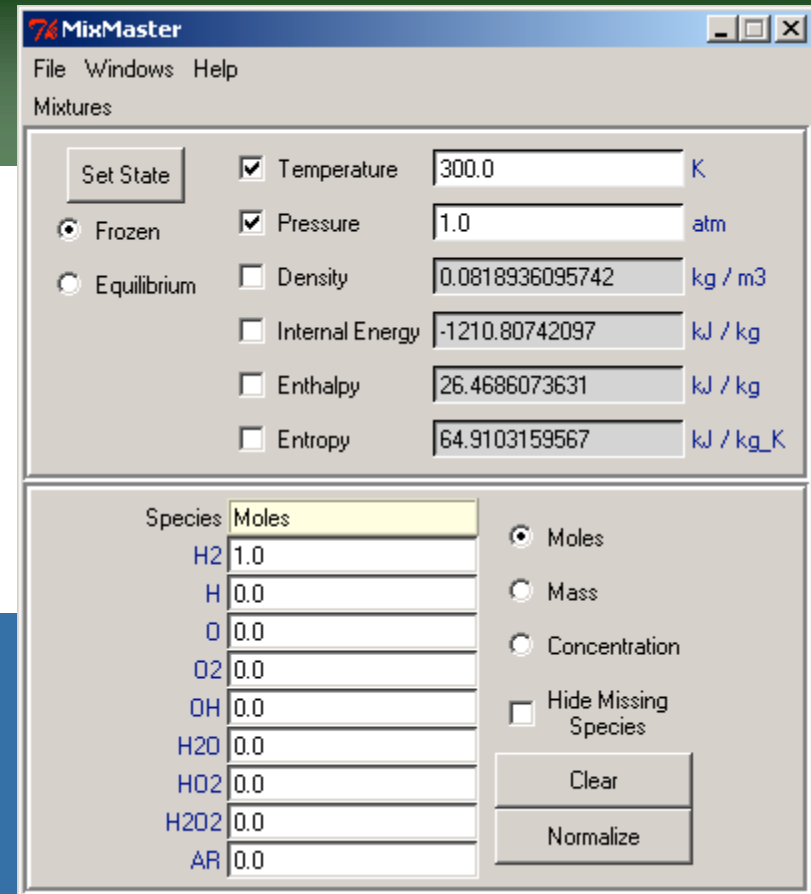 MixMaster
File Windows Help
Mixtures
Set State
Frozen
Equilibrium
Temperature 300.0 K
Pressure 1.0 atm
Density 0.0818936095742 kg / m3
Internal Energy -1210.80742097 kJ / kg
Enthalpy 26.4686073631 kJ / kg
Entropy 64.9103159567 kJ / kg_K
Species Moles
H2 1.0
H 0.0
O 0.0
O2 0.0
OH 0.0
H2O 0.0
HO2 0.0
H2O2 0.0
AR 0.0
Moles
Mass
Concentration
Hide Missing
Species
Clear
Normalize